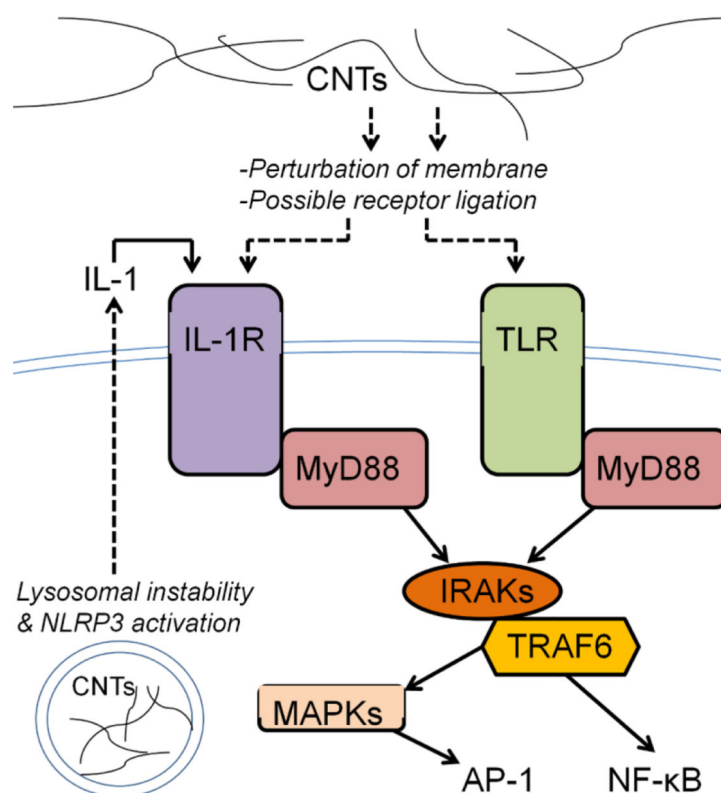 CNTs
-Perturbation of membrane
-Possible receptor ligation
IL-1
IL-1R
TLR
MyD88
MyD88
IRAKs
Lysosomal instability
& NLRP3 activation
TRAF6
CNTs
MAPKs
AP-1
NF-κB